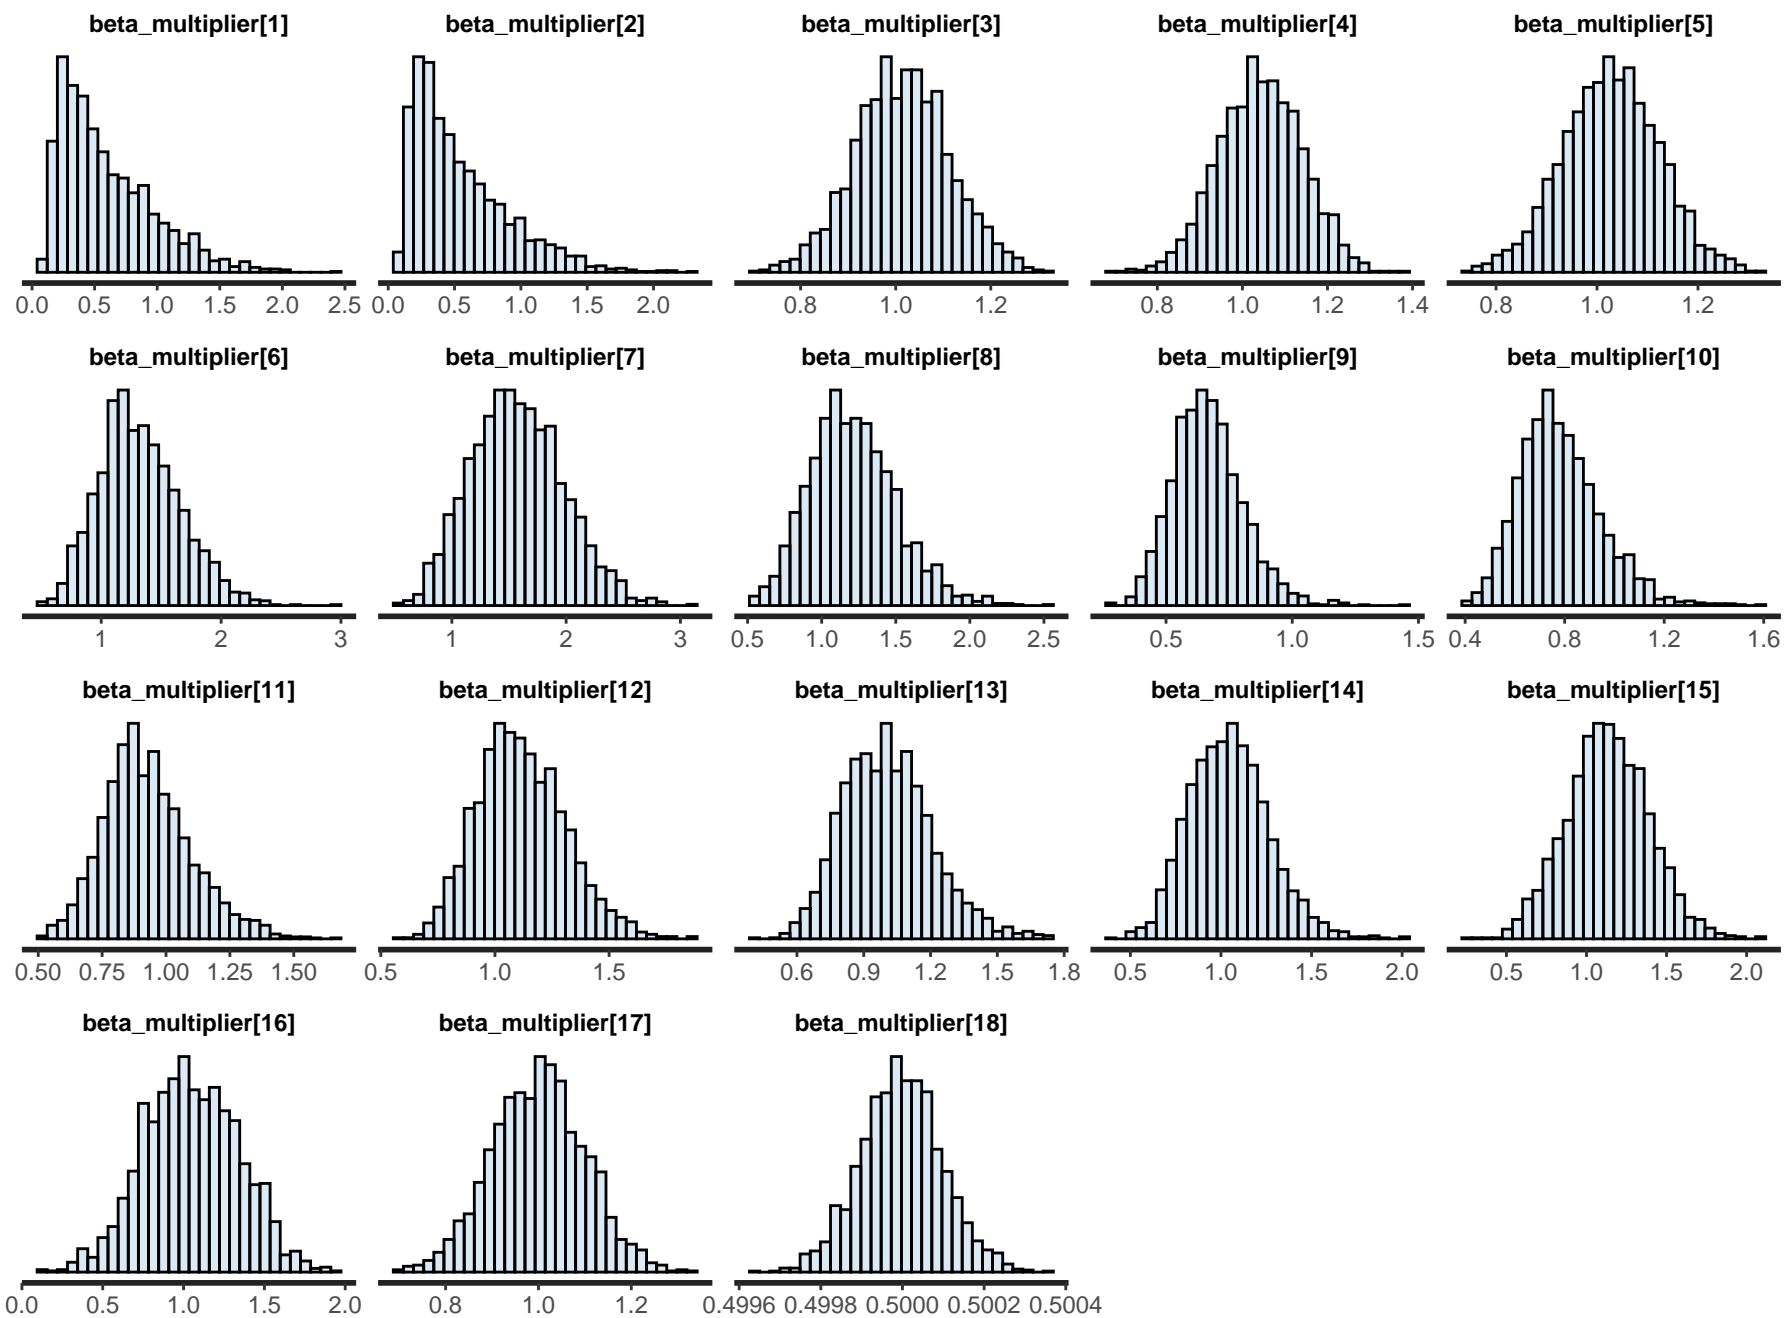 beta_multiplier[1] beta_multiplier[2] beta_multiplier[3] beta_multiplier[4] beta_multiplier[5]
0.0 0.5 1.0 1.5 2.0 2.5 0.0 0.5 1.0 1.5 2.0 0.8 1.0 1.2 0.8 1.0 1.2 1.4 0.8 1.0 1.2
beta_multiplier[6] beta_multiplier[7] beta_multiplier[8] beta_multiplier[9] beta_multiplier[10]
1 2 3 1 2 3 0.5 1.0 1.5 2.0 2.5 0.5 1.0 1.5 0.4 0.8 1.2 1.6
beta_multiplier[11] beta_multiplier[12] beta_multiplier[13] beta_multiplier[14] beta_multiplier[15]
0.50 0.75 1.00 1.25 1.50 0.5 1.0 1.5 0.6 0.9 1.2 1.5 1.8 0.5 1.0 1.5 2.0 0.5 1.0 1.5 2.0
beta_multiplier[16] beta_multiplier[17] beta_multiplier[18]
0.0 0.5 1.0 1.5 2.0 0.8 1.0 1.2 0.4996 0.4998 0.5000 0.5002 0.5004